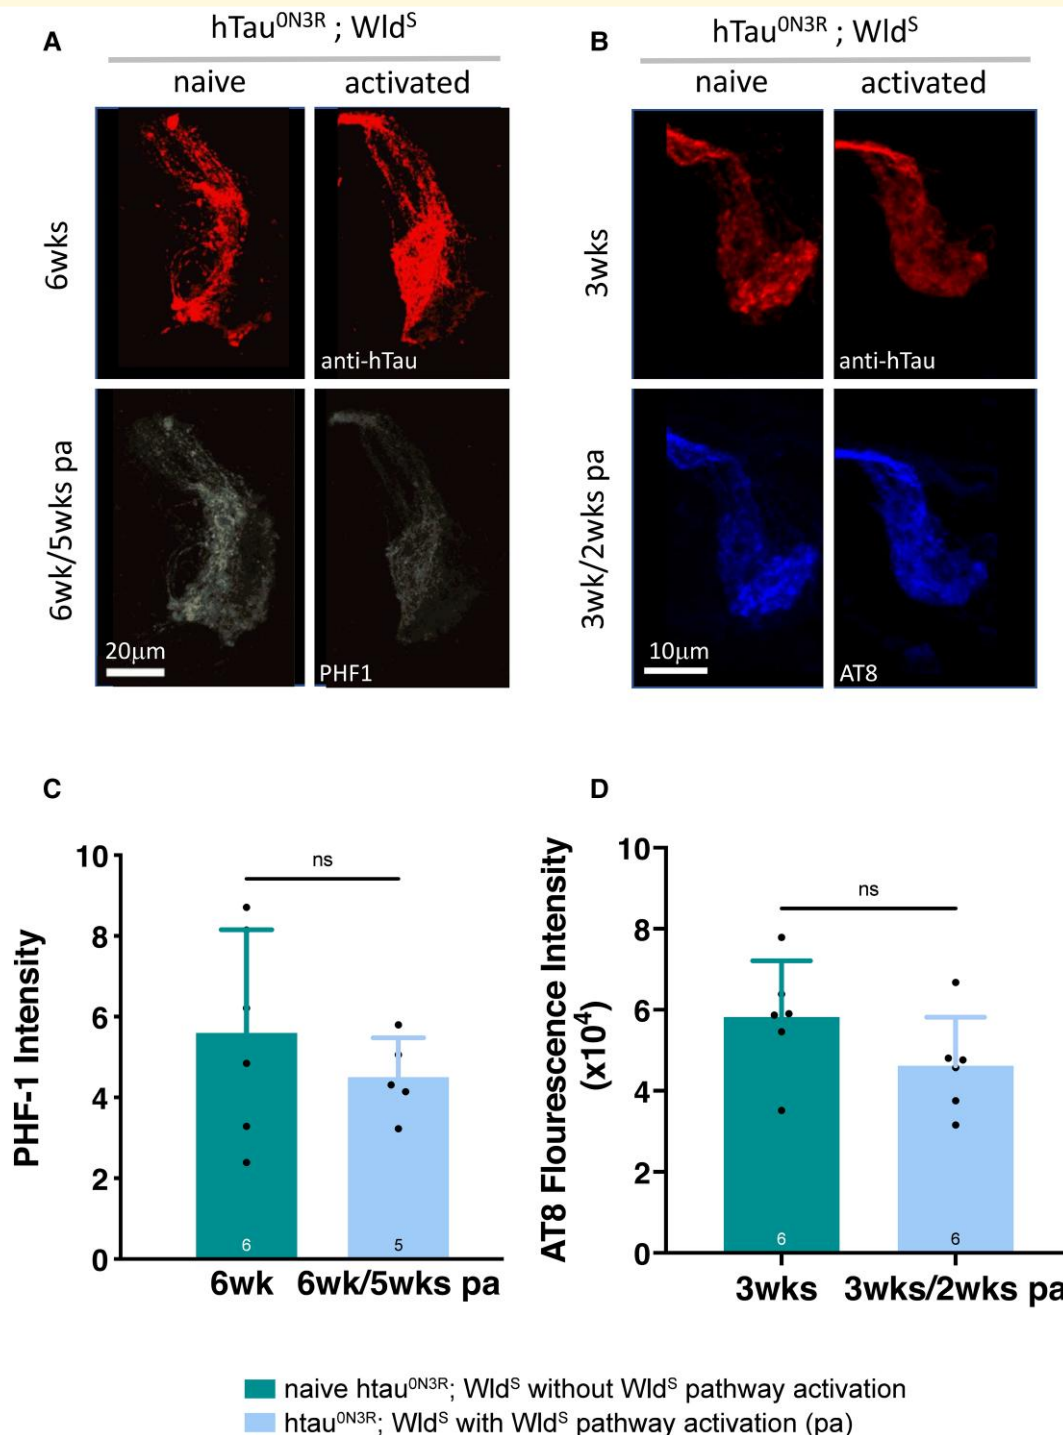 A
hTau⁰ᴺ³ᴿ ; Wldˢ
naive activated
6wks
anti-hTau
6wk/5wks pa
20µm
PHF1
B
hTau⁰ᴺ³ᴿ ; Wldˢ
naive activated
3wks
anti-hTau
3wk/2wks pa
10µm
AT8
C
PHF-1 Intensity
10
8
6
4
2
0
ns
6
5
6wk 6wk/5wks pa
D
AT8 Flourescence Intensity
(x10⁴)
10
8
6
4
2
0
ns
6
6
3wks 3wks/2wks pa
naive htau⁰ᴺ³ᴿ; Wldˢ without Wldˢ pathway activation
htau⁰ᴺ³ᴿ; Wldˢ with Wldˢ pathway activation (pa)